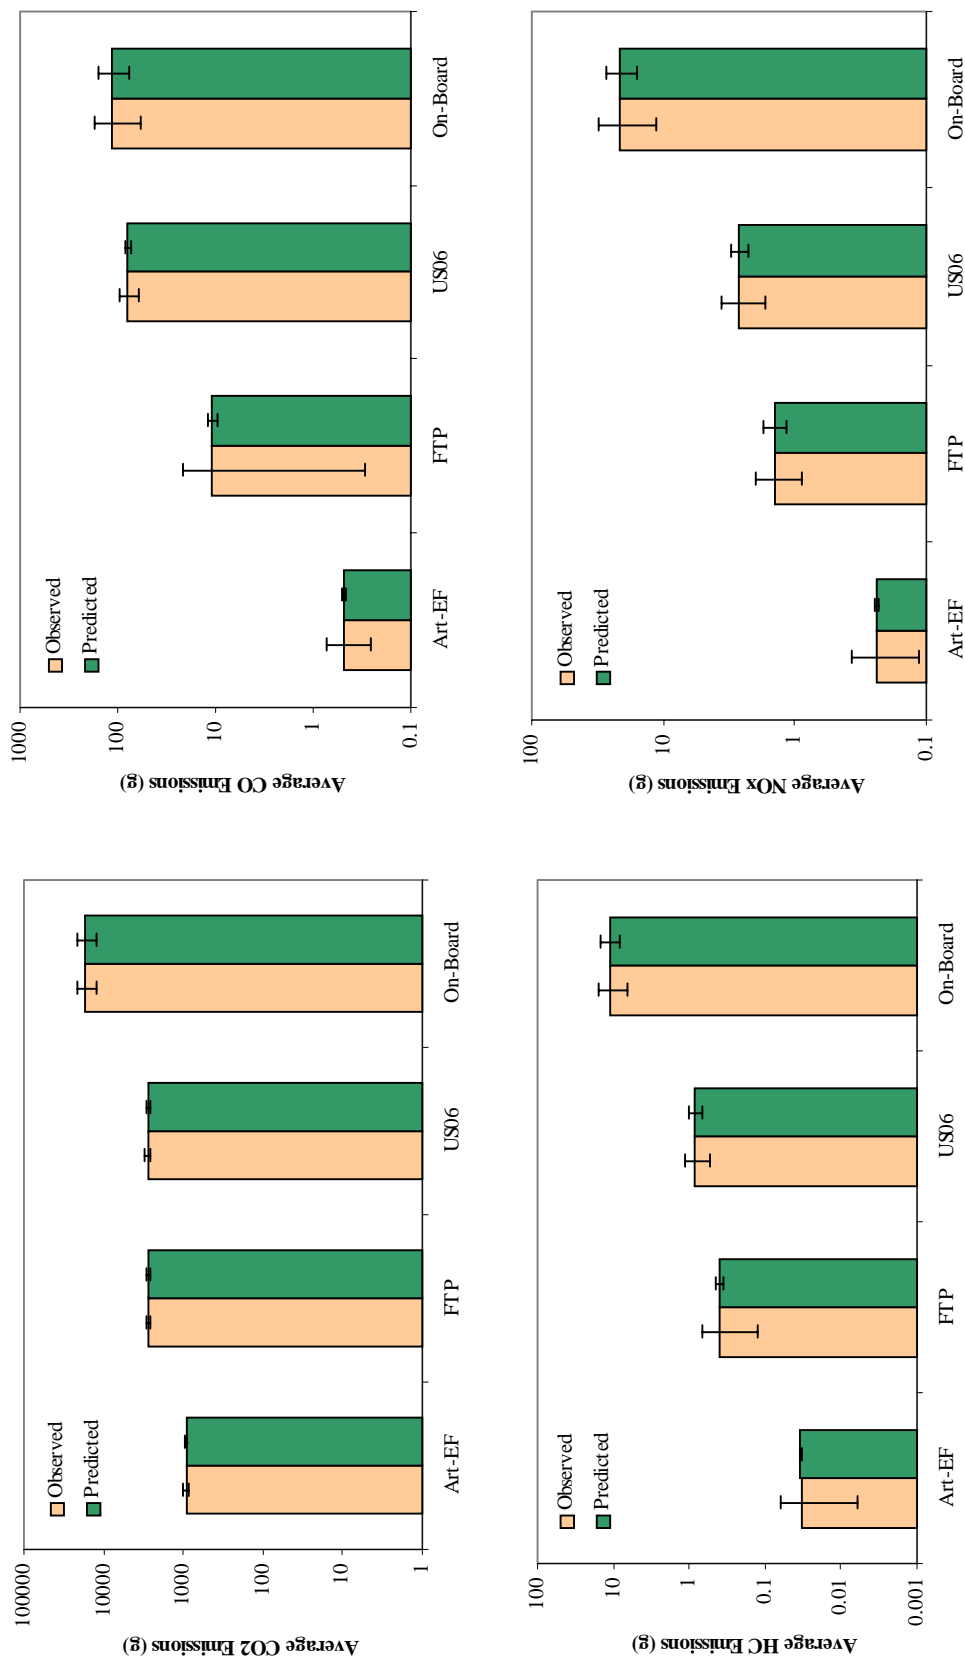 Average CO2 Emissions (g)
100000
10000
1000
100
10
1
Observed
Predicted
Art-EF
FTP
US06
On-Board
Average CO Emissions (g)
1000
100
10
1
0.1
Observed
Predicted
Art-EF
FTP
US06
On-Board
Average HC Emissions (g)
100
10
1
0.1
0.01
0.001
Observed
Predicted
Art-EF
FTP
US06
On-Board
Average NOx Emissions (g)
100
10
1
0.1
Observed
Predicted
Art-EF
FTP
US06
On-Board